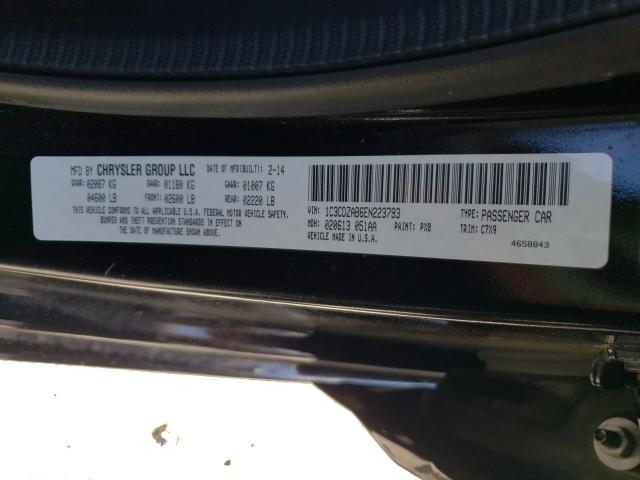 MFD BY CHRYSLER GROUP LLC DATE OF MFR(BUILT): 2-14
GVWR: 02087 KG GAWR: 01180 KG GAWR: 01007 KG
04600 LB FRONT: 02600 LB REAR: 02220 LB
THIS VEHICLE CONFORMS TO ALL APPLICABLE U.S.A. FEDERAL MOTOR VEHICLE SAFETY,
BUMPER AND THEFT PREVENTION STANDARDS IN EFFECT ON
THE DATE OF MANUFACTURE SHOWN ABOVE.
VIN: 1C3CDZAB6EN223793 TYPE: PASSENGER CAR
MDH: 020613 051AA PAINT: PX8 TRIM: C7X9
VEHICLE MADE IN U.S.A. 4658843